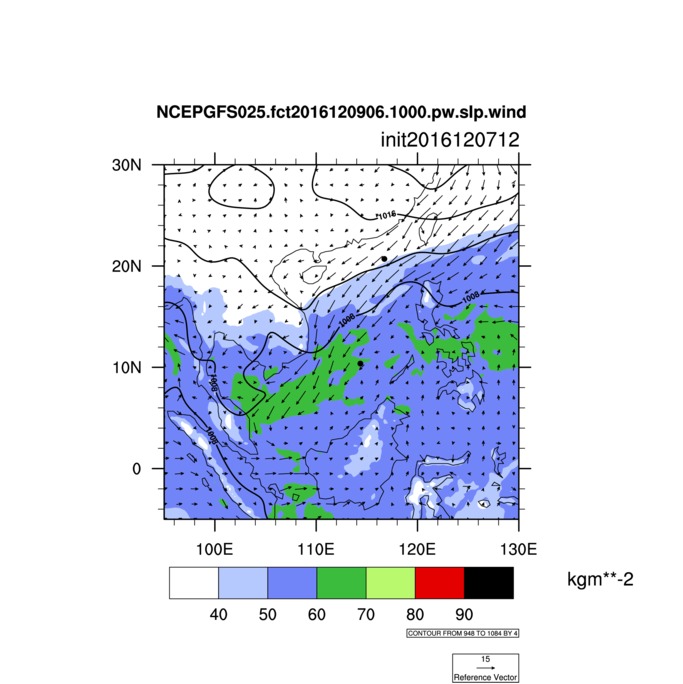 NCEPGFS025.fct2016120906.1000.pw.slp.wind
init2016120712
30N
20N
10N
0
1016
1008
1008
1008
1008
100E 110E 120E 130E
kgm**-2
40 50 60 70 80 90
CONTOUR FROM 948 TO 1084 BY 4
15
Reference Vector